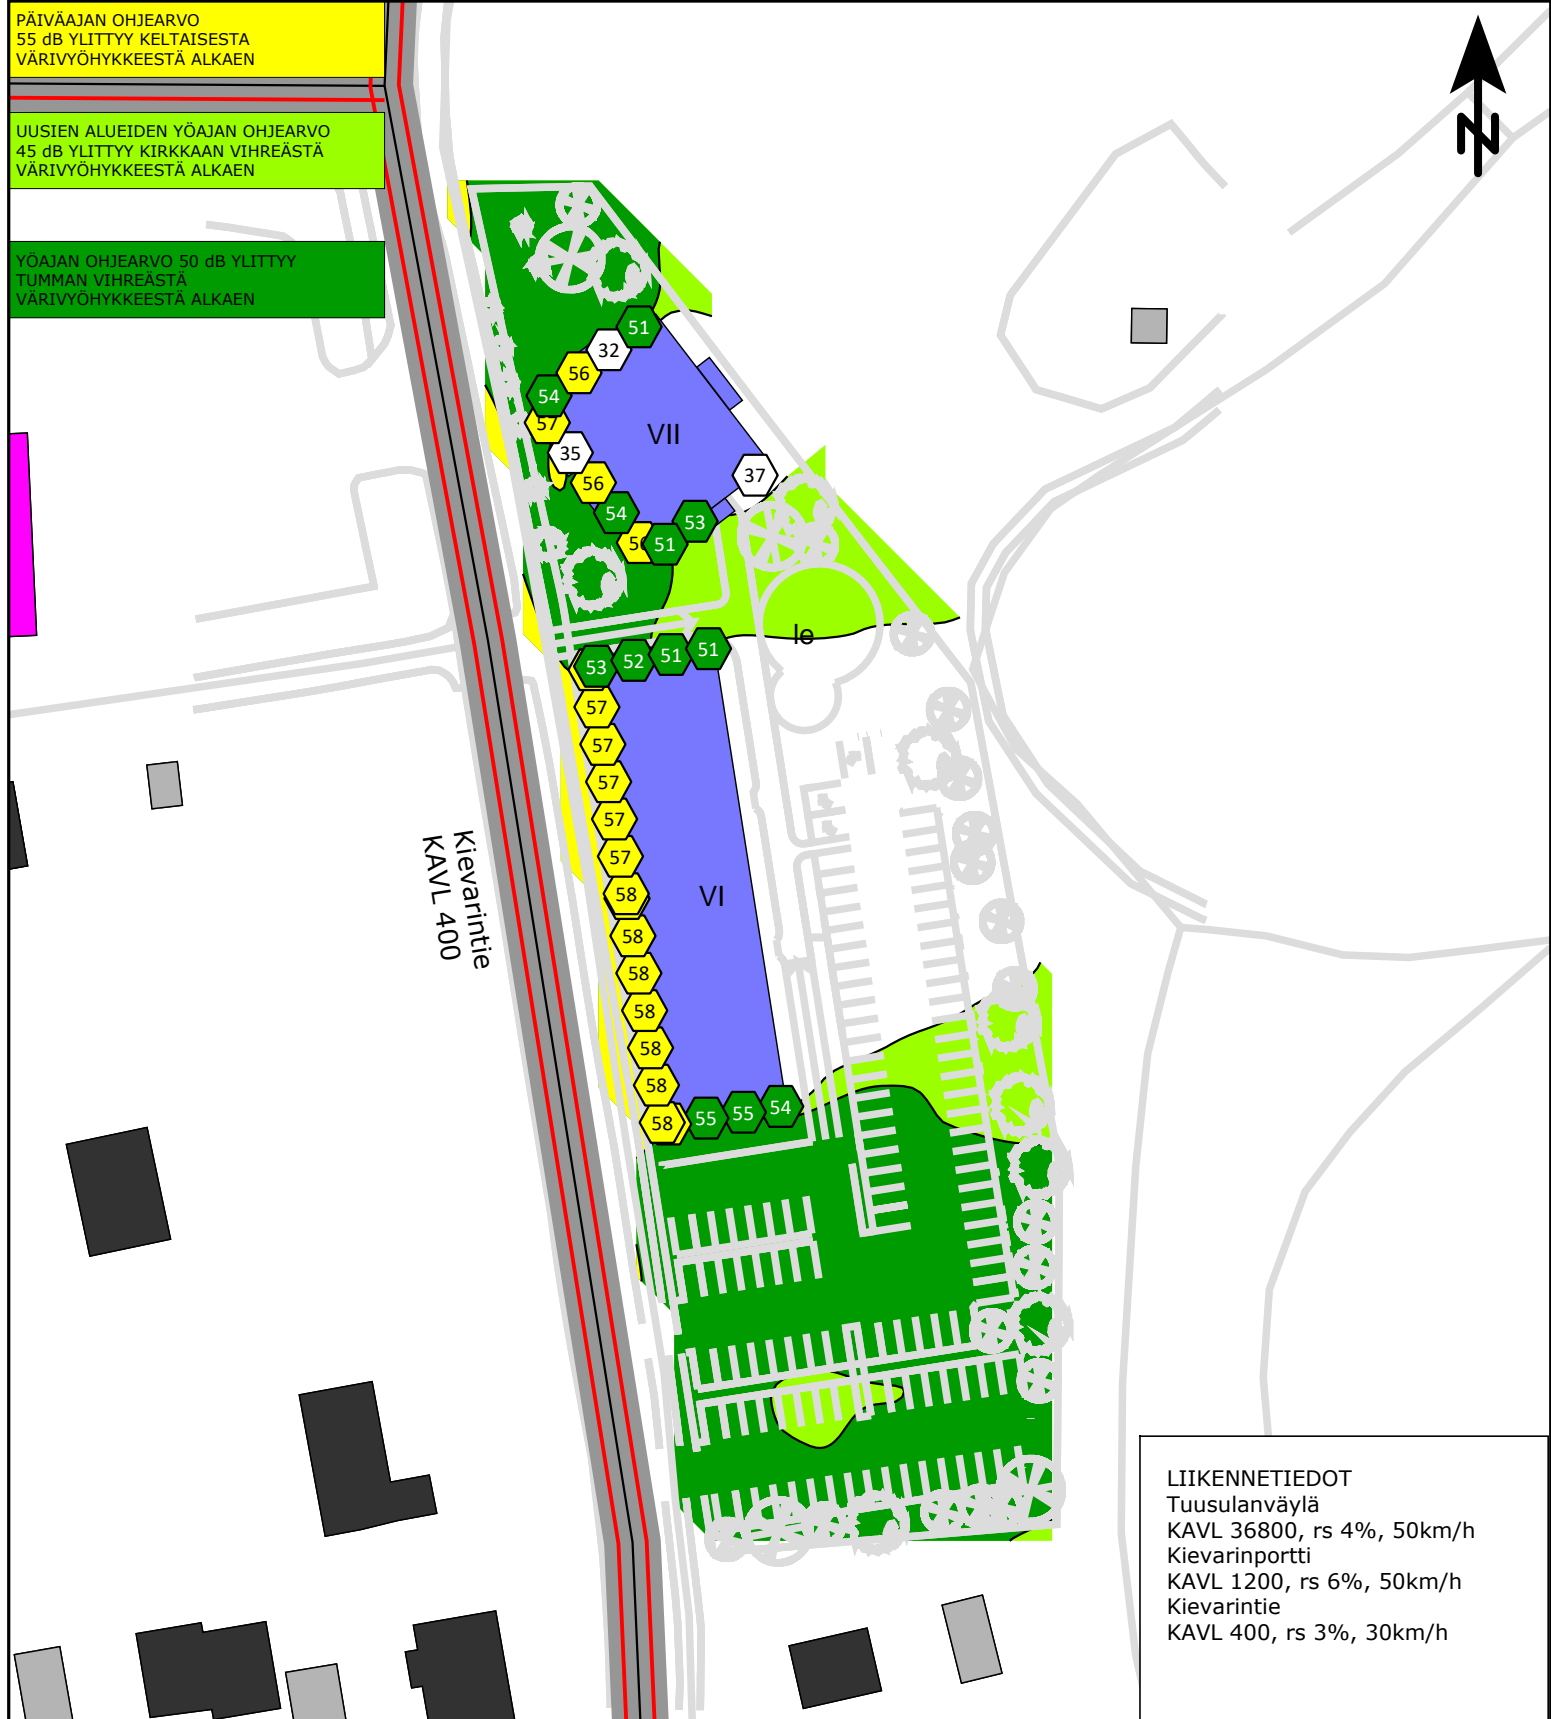 PÄIVÄAJAN OHJEARVO
55 dB YLITTYY KELTAISESTA
VÄRIVYÖHYKKEESTÄ ALKAEN
UUSIEN ALUEIDEN YÖAJAN OHJEARVO
45 dB YLITTYY KIRKKAAN VIHREÄSTÄ
VÄRIVYÖHYKKEESTÄ ALKAEN
YÖAJAN OHJEARVO 50 dB YLITTYY
TUMMAN VIHREÄSTÄ
VÄRIVYÖHYKKEESTÄ ALKAEN
N
51
32
56
54
57
35
VII
37
56
54
53
51
le
51
51
52
53
57
57
57
57
57
58
VI
58
58
58
58
58
58
55
55
54
Kievarintie
KAVL 400
LIIKENNETIEDOT
Tuusulanväylä
KAVL 36800, rs 4%, 50km/h
Kievarinportti
KAVL 1200, rs 6%, 50km/h
Kievarintie
KAVL 400, rs 3%, 30km/h